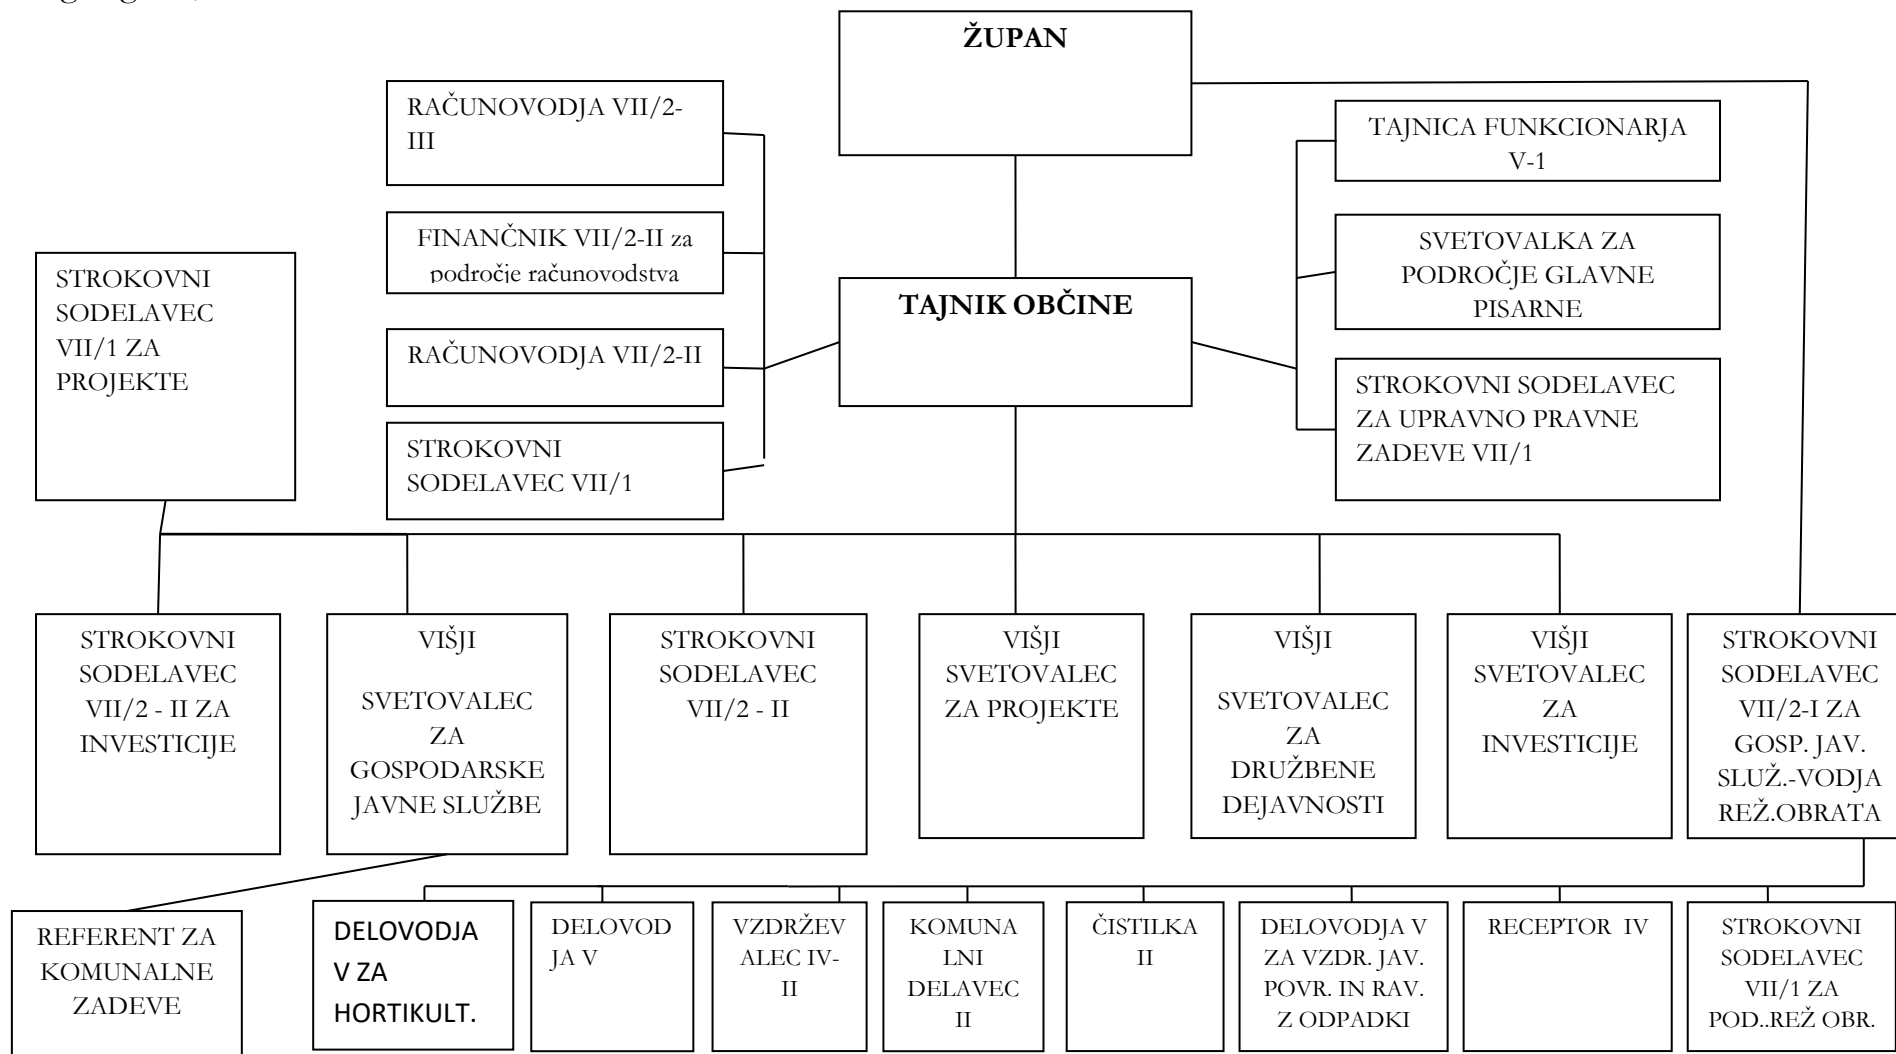 ŽUPAN
RAČUNOVODJA VII/2-
III
FINANČNIK VII/2-II za
področje računovodstva
RAČUNOVODJA VII/2-II
STROKOVNI
SODELAVEC VII/1
TAJNICA FUNKCIONARJA
V-1
SVETOVALKA ZA
PODROČJE GLAVNE
PISARNE
STROKOVNI SODELAVEC
ZA UPRAVNO PRAVNE
ZADEVE VII/1
STROKOVNI
SODELAVEC
VII/1 ZA
PROJEKTE
TAJNIK OBČINE
STROKOVNI
SODELAVEC
VII/2 - II ZA
INVESTICIJE
VIŠJI
SVETOVALEC
ZA
GOSPODARSKE
JAVNE SLUŽBE
STROKOVNI
SODELAVEC
VII/2 - II
VIŠJI
SVETOVALEC
ZA PROJEKTE
VIŠJI
SVETOVALEC
ZA
DRUŽBENE
DEJAVNOSTI
VIŠJI
SVETOVALEC
ZA
INVESTICIJE
STROKOVNI
SODELAVEC
VII/2-I ZA
GOSP. JAV.
SLUŽ.-VODJA
REŽ.OBRATA
REFERENT ZA
KOMUNALNE
ZADEVE
DELOVODJA
V ZA
HORTIKULT.
DELOVOD
JA V
VZDRŽEV
ALEC IV-
II
KOMUNA
LNI
DELAVEC
II
ČISTILKA
II
DELOVODJA V
ZA VZDR. JAV.
POVR. IN RAV.
Z ODPADKI
RECEPTOR IV
STROKOVNI
SODELAVEC
VII/1 ZA
POD..REŽ OBR.